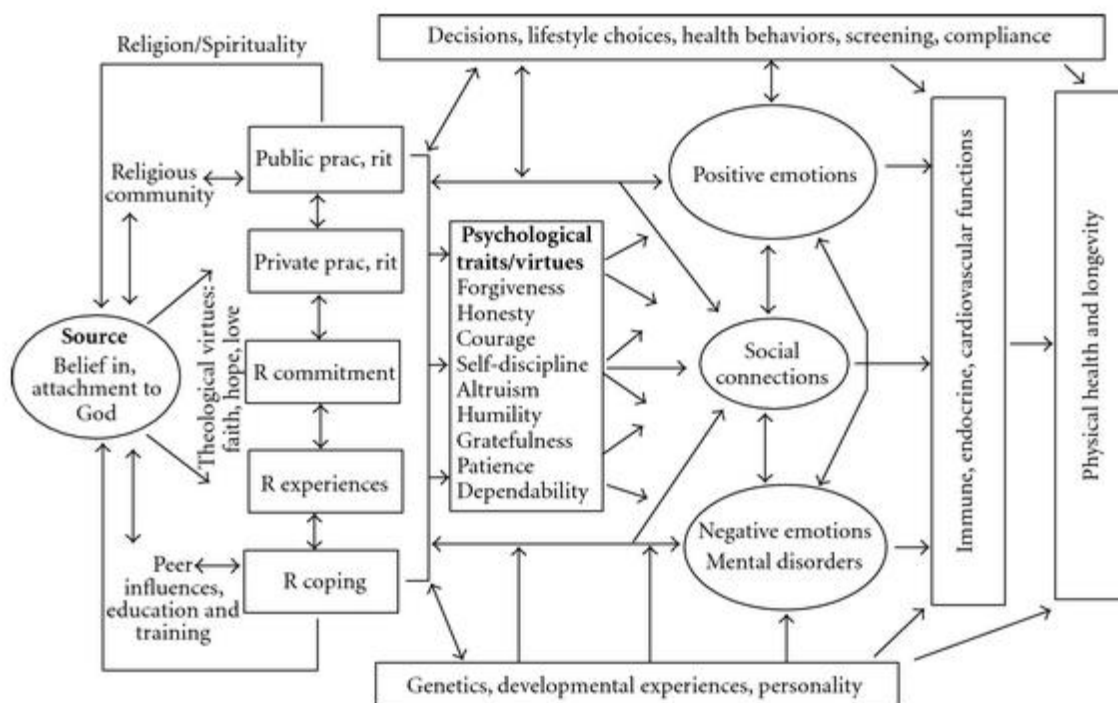 Religion/Spirituality
Decisions, lifestyle choices, health behaviors, screening, compliance
Public prac, rit
Religious
community
Private prac, rit
Source
Belief in,
attachment to
God
Theological virtues:
faith, hope, love
R commitment
R experiences
Peer
influences,
education and
training
R coping
Psychological
traits/virtues
Forgiveness
Honesty
Courage
Self-discipline
Altruism
Humility
Gratefulness
Patience
Dependability
Positive emotions
Social
connections
Negative emotions
Mental disorders
Immune, endocrine, cardiovascular functions
Physical health and longevity
Genetics, developmental experiences, personality